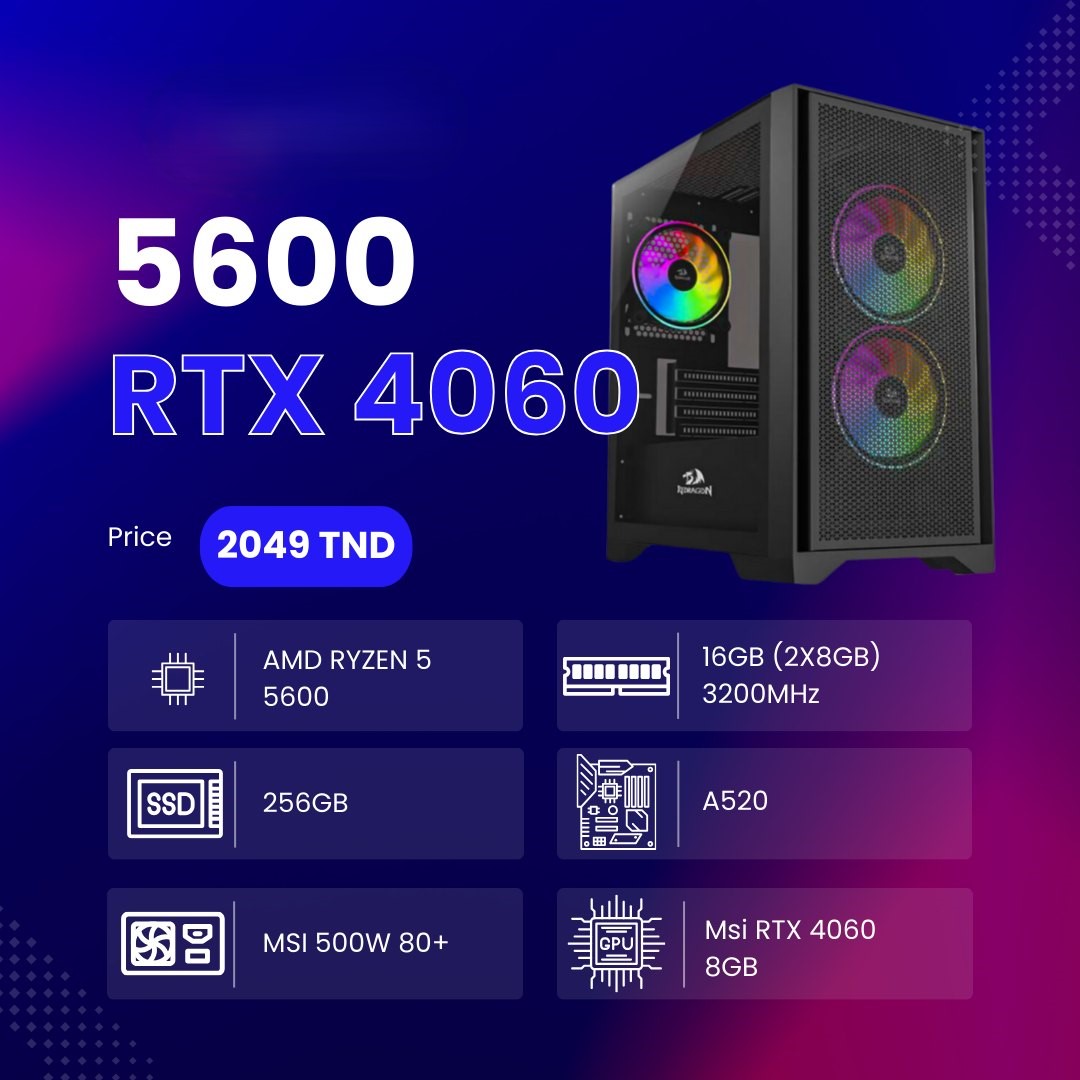 5600
RTX 4060
REDRAGON
Price
2049 TND
AMD RYZEN 5
5600
16GB (2X8GB)
3200MHz
SSD
256GB
A520
MSI 500W 80+
GPU
Msi RTX 4060
8GB